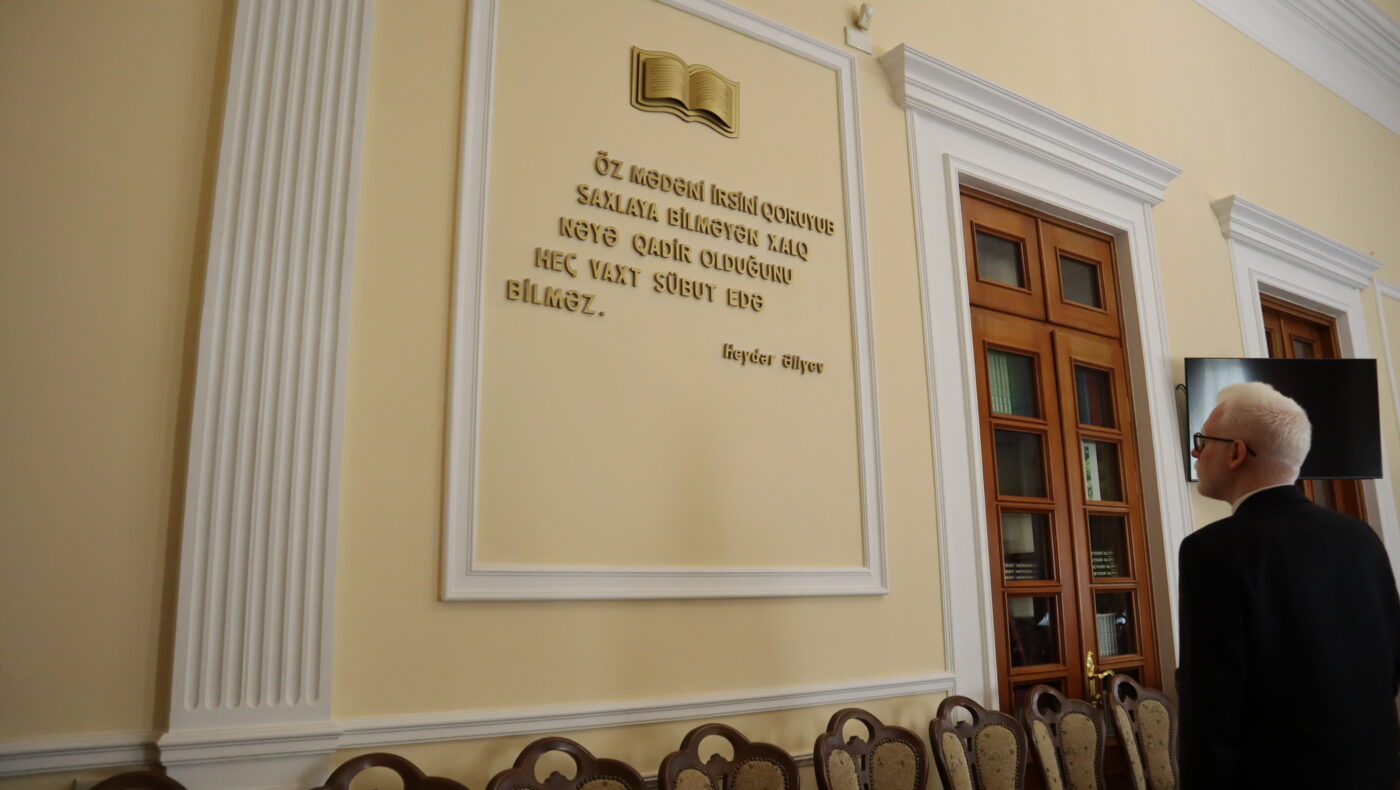 ÖZ MƏDƏNİ İRSİNİ QORUYUB
SAXLAYA BİLMƏYƏN XALQ
NƏYƏ QADİR OLDUĞUNU
HEÇ VAXT SÜBUT EDƏ
BİLMƏZ.
Heydər Əliyev